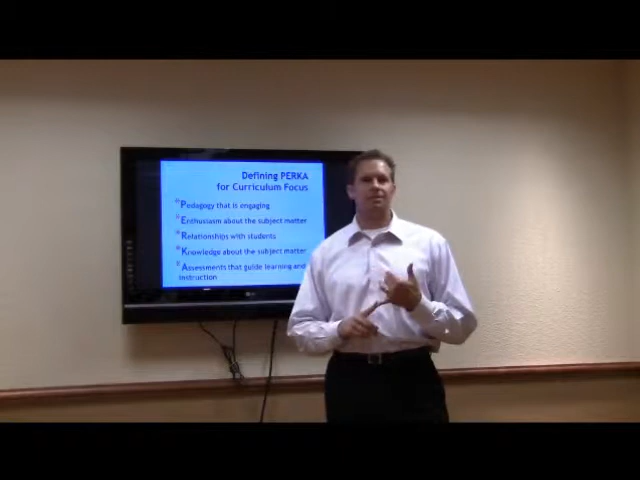 Defining PERKA
for Curriculum Focus
*Pedagogy that is engaging
*Enthusiasm about the subject matter
*Relationships with students
*Knowledge about the subject matter
*Assessments that guide learning and
instruction
LG